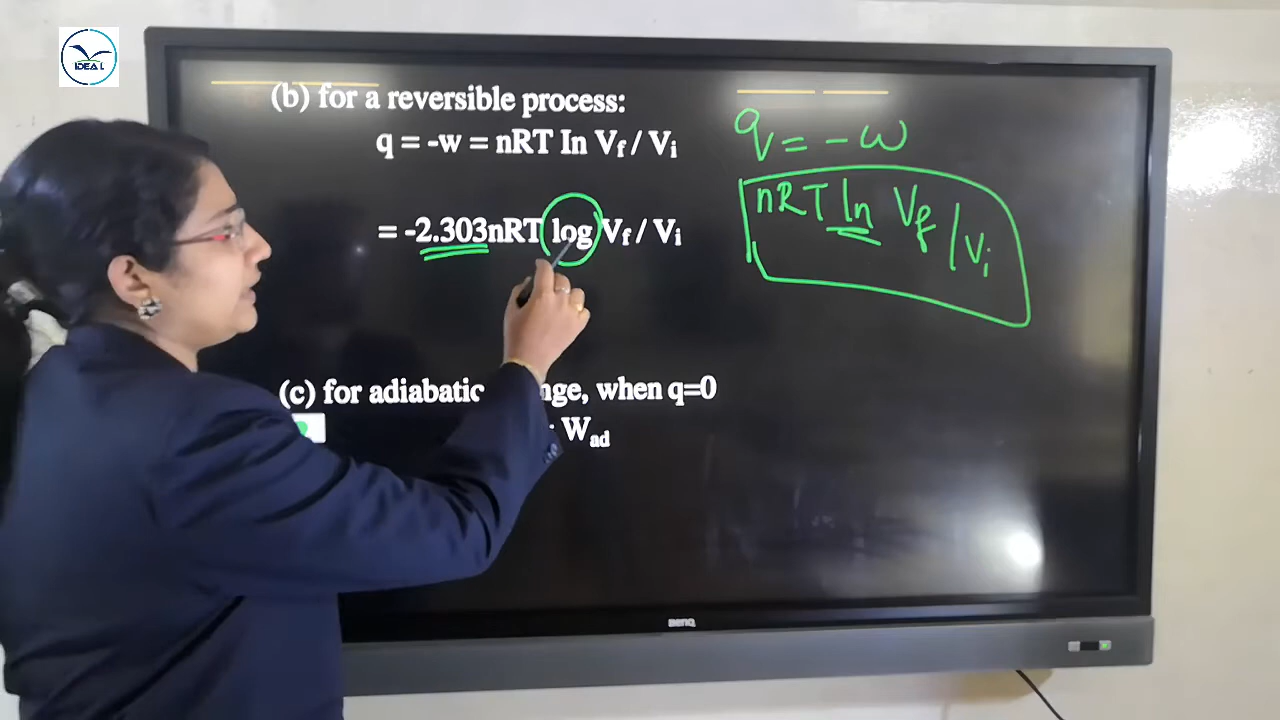 IDEAL
(b) for a reversible process:
q = -w = nRT In Vf / Vi
= -2.303nRT log Vf / Vi
(c) for adiabatic nge, when q=0
Wad
q = - w
nRT ln Vf / Vi
BenQ